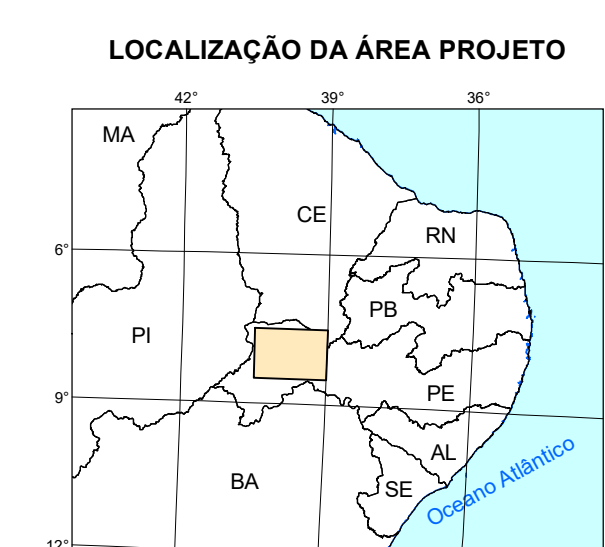 LOCALIZAÇÃO DA ÁREA PROJETO
42° 39° 36°
MA
CE
RN
6°
PB
PI
PE
9°
AL
BA
SE
Oceano Atlântico
12°